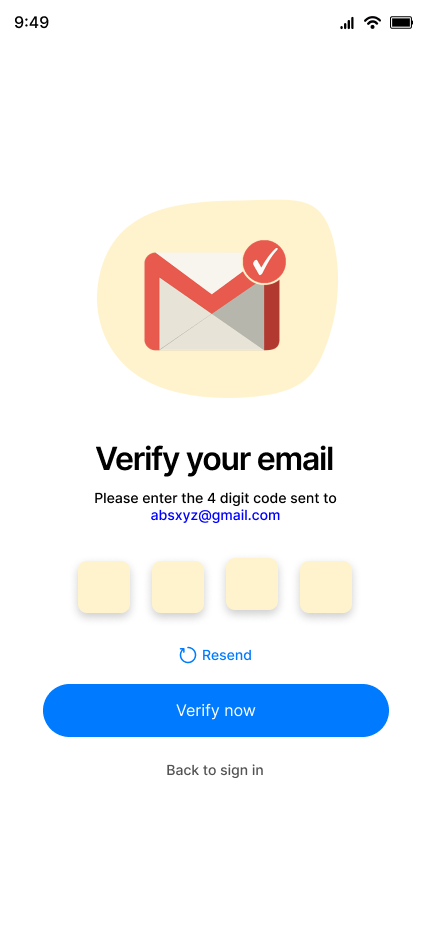 9:49
Verify your email
Please enter the 4 digit code sent to
absxyz@gmail.com
Resend
Verify now
Back to sign in